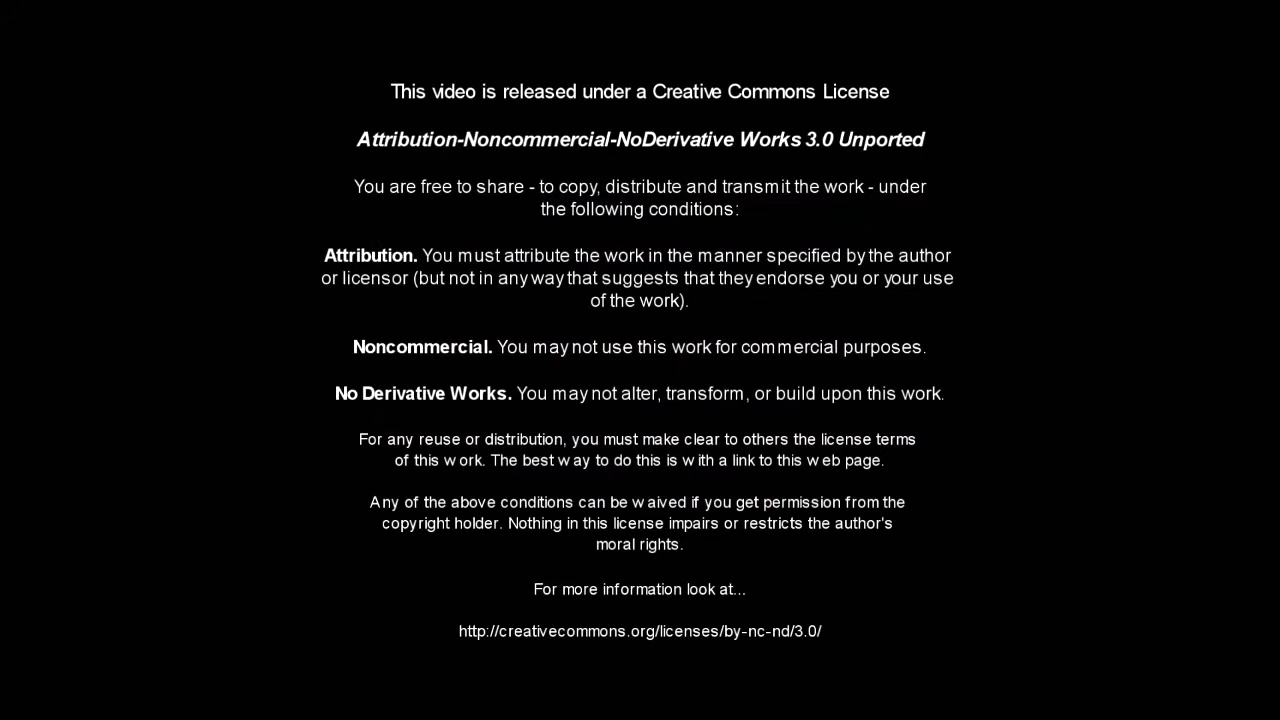 This video is released under a Creative Commons License
Attribution-Noncommercial-NoDerivative Works 3.0 Unported
You are free to share - to copy, distribute and transmit the work - under
the following conditions:
Attribution. You must attribute the work in the manner specified by the author
or licensor (but not in any way that suggests that they endorse you or your use
of the work).
Noncommercial. You may not use this work for commercial purposes.
No Derivative Works. You may not alter, transform, or build upon this work.
For any reuse or distribution, you must make clear to others the license terms
of this work. The best way to do this is with a link to this web page.
Any of the above conditions can be waived if you get permission from the
copyright holder. Nothing in this license impairs or restricts the author's
moral rights.
For more information look at...
http://creativecommons.org/licenses/by-nc-nd/3.0/